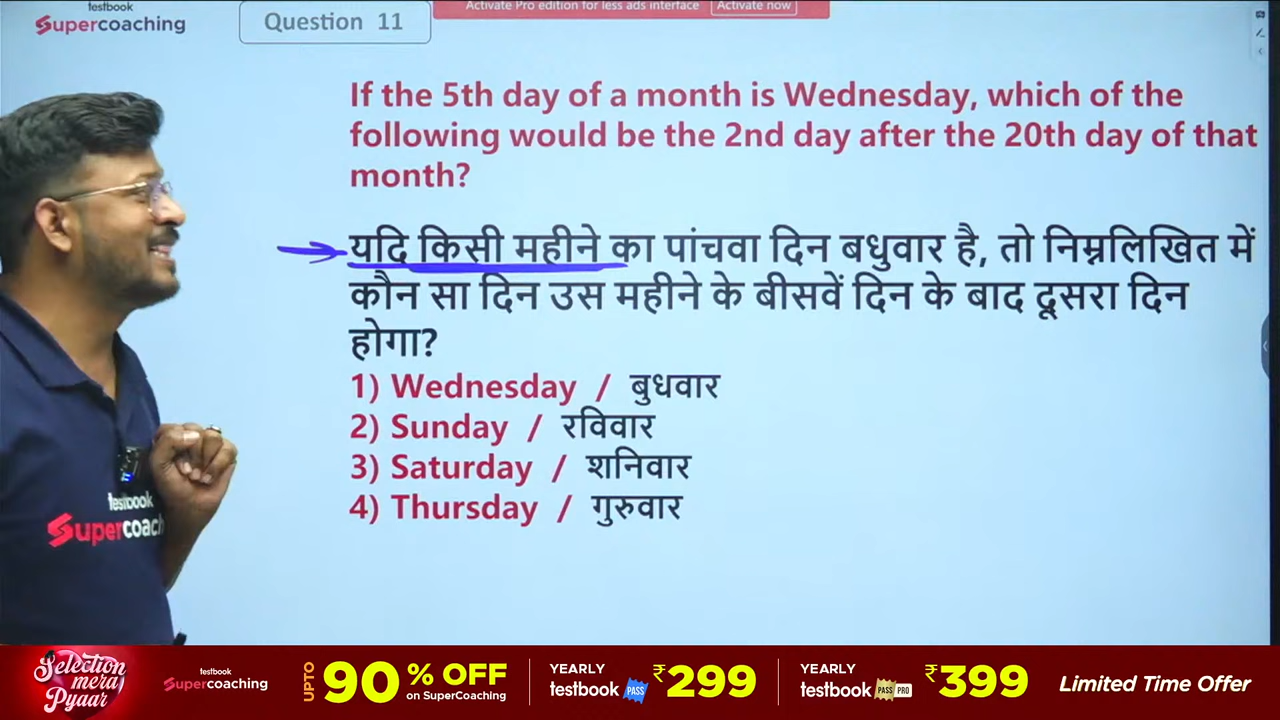 testbook
Supercoaching
Question 11
Activate Pro edition for less ads interface
Activate now
If the 5th day of a month is Wednesday, which of the
following would be the 2nd day after the 20th day of that
month?
यदि किसी महीने का पांचवा दिन बधुवार है, तो निम्नलिखित में
कौन सा दिन उस महीने के बीसवें दिन के बाद दूसरा दिन
होगा?
1) Wednesday / बुधवार
2) Sunday / रविवार
3) Saturday / शनिवार
4) Thursday / गुरुवार
testbook
Supercoach
Selection
mera
Pyaar
testbook
Supercoaching
UPTO 90% OFF
on SuperCoaching
YEARLY
testbook PASS
₹299
YEARLY
testbook PASS PRO
₹399
Limited Time Offer